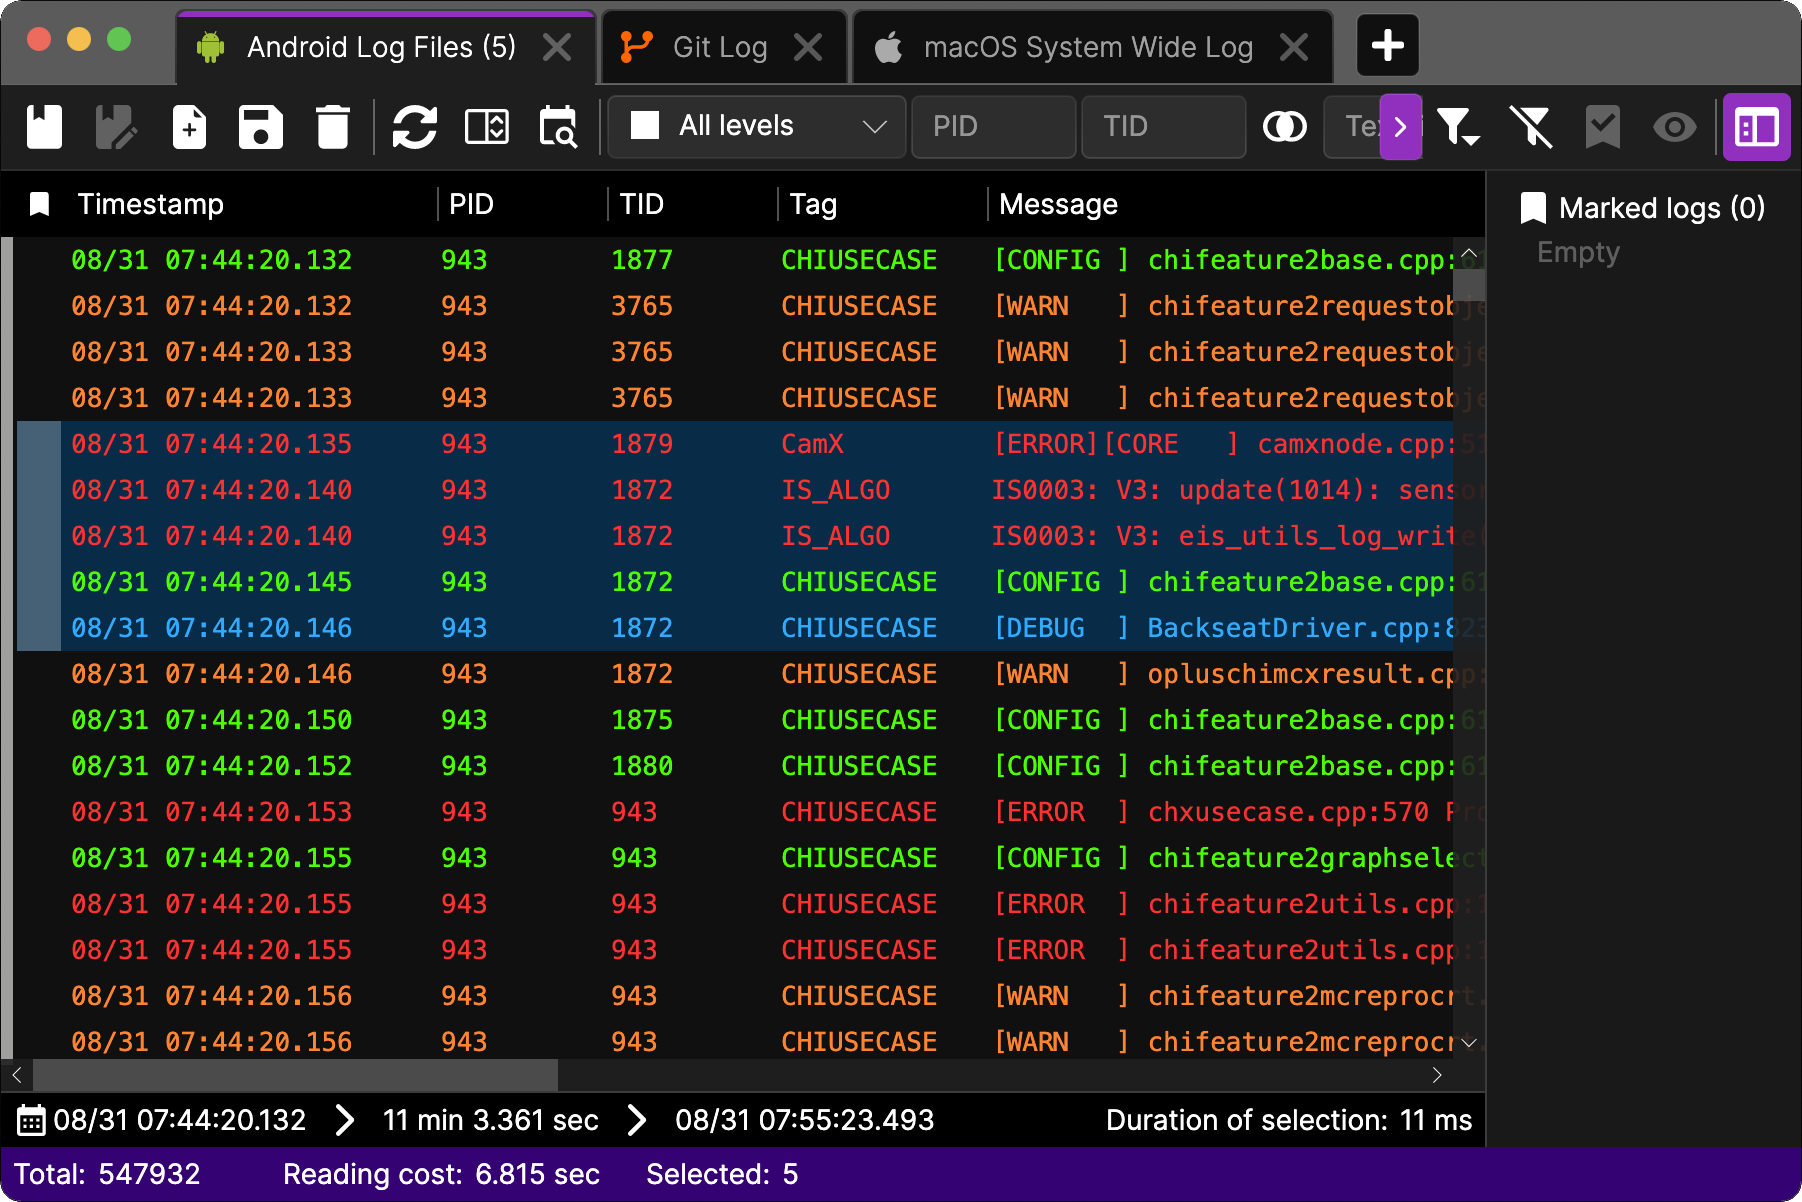 Android Log Files (5) Git Log macOS System Wide Log
All levels PID TID Te
Timestamp PID TID Tag Message Marked logs (0)
Empty
08/31 07:44:20.132 943 1877 CHIUSECASE [CONFIG ] chifeature2base.cpp:61
08/31 07:44:20.132 943 3765 CHIUSECASE [WARN   ] chifeature2requestobje
08/31 07:44:20.133 943 3765 CHIUSECASE [WARN   ] chifeature2requestobje
08/31 07:44:20.133 943 3765 CHIUSECASE [WARN   ] chifeature2requestobje
08/31 07:44:20.135 943 1879 CamX [ERROR][CORE   ] camxnode.cpp:51
08/31 07:44:20.140 943 1872 IS_ALGO IS0003: V3: update(1014): sensor
08/31 07:44:20.140 943 1872 IS_ALGO IS0003: V3: eis_utils_log_write(
08/31 07:44:20.145 943 1872 CHIUSECASE [CONFIG ] chifeature2base.cpp:61
08/31 07:44:20.146 943 1872 CHIUSECASE [DEBUG  ] BackseatDriver.cpp:823
08/31 07:44:20.146 943 1872 CHIUSECASE [WARN   ] opluschimcxresult.cpp:
08/31 07:44:20.150 943 1875 CHIUSECASE [CONFIG ] chifeature2base.cpp:61
08/31 07:44:20.152 943 1880 CHIUSECASE [CONFIG ] chifeature2base.cpp:61
08/31 07:44:20.153 943 943 CHIUSECASE [ERROR  ] chxusecase.cpp:570 Pro
08/31 07:44:20.155 943 943 CHIUSECASE [CONFIG ] chifeature2graphselect
08/31 07:44:20.155 943 943 CHIUSECASE [ERROR  ] chifeature2utils.cpp:1
08/31 07:44:20.155 943 943 CHIUSECASE [ERROR  ] chifeature2utils.cpp:1
08/31 07:44:20.156 943 943 CHIUSECASE [WARN   ] chifeature2mcreprocrt.
08/31 07:44:20.156 943 943 CHIUSECASE [WARN   ] chifeature2mcreprocrt.
08/31 07:44:20.132 11 min 3.361 sec 08/31 07:55:23.493 Duration of selection: 11 ms
Total: 547932 Reading cost: 6.815 sec Selected: 5